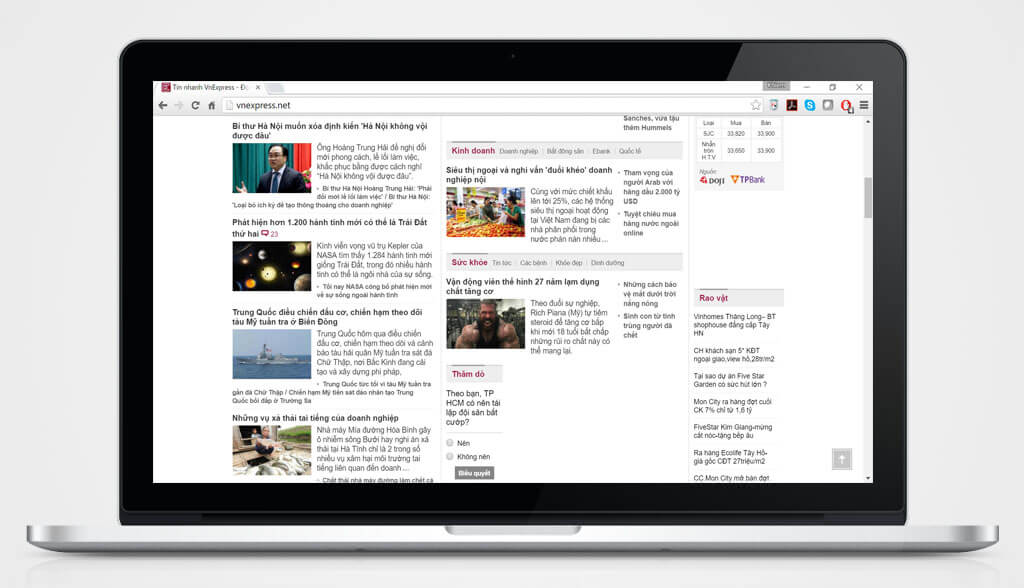 Tin nhanh VnExpress - Đọ
vnexpress.net
Bí thư Hà Nội muốn xóa định kiến 'Hà Nội không vội
được đâu'
Ông Hoàng Trung Hải đề nghị đổi
mới phong cách, lề lối làm việc,
khắc phục bằng được cách nghĩ
“Hà Nội không vội được đâu”.
Bí thư Hà Nội Hoàng Trung Hải: 'Phải
đổi mới lề lối làm việc' / Bí thư Hà Nội:
'Loại bỏ ích kỷ để tạo thông thoáng cho doanh nghiệp'
Phát hiện hơn 1.200 hành tinh mới có thể là Trái Đất
thứ hai 23
Kính viễn vọng vũ trụ Kepler của
NASA tìm thấy 1.284 hành tinh mới
giống Trái Đất, trong đó nhiều hành
tinh có thể là ngôi nhà của sự sống.
Tối nay NASA công bố phát hiện mới
về sự sống ngoài hành tinh
Trung Quốc điều chiến đấu cơ, chiến hạm theo dõi
tàu Mỹ tuần tra ở Biển Đông
Trung Quốc hôm qua điều chiến
đấu cơ, chiến hạm theo dõi và cảnh
báo tàu hải quân Mỹ tuần tra sát đá
Chữ Thập, nơi Bắc Kinh đang cải
tạo và xây dựng phi pháp,
Trung Quốc tức tối vì tàu Mỹ tuần tra
gần đá Chữ Thập / Chiến hạm Mỹ tiến sát đảo nhân tạo Trung
Quốc bồi đắp ở Trường Sa
Những vụ xả thải tai tiếng của doanh nghiệp
Nhà máy Mía đường Hòa Bình gây
ô nhiễm sông Bưởi hay nghi án xả
thải tại Hà Tĩnh chỉ là 2 trong số
nhiều vụ xâm hại môi trường tai
tiếng liên quan đến doanh ...
Chất thải nhà máy đường làm chết cá
Sanches, vừa tậu
thêm Hummels
Kinh doanh Doanh nghiệp | Bất động sản | Ebank | Quốc tế
Siêu thị ngoại và nghi vấn 'đuổi khéo' doanh
nghiệp nội
Cùng với mức chiết khấu
lên tới 25%, các hệ thống
siêu thị ngoại hoạt động
tại Việt Nam đang bị các
nhà phân phối trong
nước phàn nàn nhiều ...
Tham vọng của
người Arab với
hàng dầu 2.000 tỷ
USD
Tuyệt chiêu mua
hàng nước ngoài
online
Sức khỏe Tin tức | Các bệnh | Khỏe đẹp | Dinh dưỡng
Vận động viên thể hình 27 năm lạm dụng
chất tăng cơ
Theo đuổi sự nghiệp,
Rich Piana (Mỹ) tự tiêm
steroid để tăng cơ bắp
khi mới 18 tuổi bất chấp
những rủi ro chất này có
thể mang lại.
Những cách bảo
vệ mắt dưới trời
nắng nóng
Sinh con từ tinh
trùng người đã
chết
Thăm dò
Theo bạn, TP
HCM có nên tái
lập đội săn bắt
cướp?
Nên
Không nên
Biểu quyết
Loại Mua Bán
SJC 33.820 33.900
Nhẫn
tròn
H.T.V 33.650 33.900
Nguồn
DOJI TPBank
Rao vặt
Vinhomes Thăng Long– BT
shophouse đẳng cấp Tây
HN
CH khách sạn 5* KĐT
ngoại giao,view hồ,28tr/m2
Tại sao dự án Five Star
Garden có sức hút lớn ?
Mon City ra hàng đợt cuối
CK 7% chỉ từ 1,6 tỷ
FiveStar Kim Giang-mừng
cất nóc-tặng bếp âu
Ra hàng Ecolife Tây Hồ-
giá gốc CĐT 27triệu/m2
CC Mon City mở bán đợt